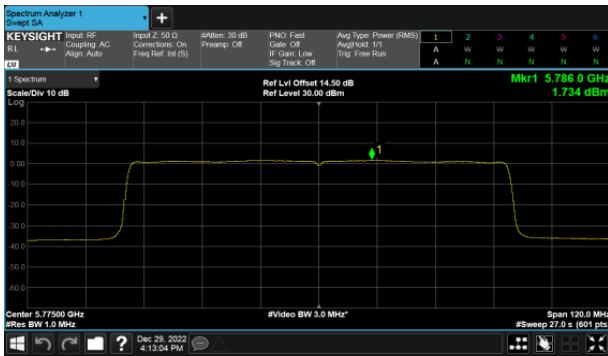 Spectrum Analyzer 1
Swept SA
KEYSIGHT
RL
Input: RF
Coupling: AC
Align: Auto
Input Z: 50 Ω
Corrections: On
Freq Ref: Int (S)
#Atten: 30 dB
Preamp: Off
PNO: Fast
Gate: Off
IF Gain: Low
Sig Track: Off
Avg Type: Power (RMS)
Avg|Hold: 1/1
Trig: Free Run
1 2 3 4 5 6
A W W W W W
A N N N N N
LXI
1 Spectrum
Scale/Div 10 dB
Log
Ref Lvl Offset 14.50 dB
Ref Level 30.00 dBm
Mkr1 5.786 0 GHz
1.734 dBm
20.0
10.0
0.00
-10.0
-20.0
-30.0
-40.0
-50.0
-60.0
1
Center 5.77500 GHz
#Res BW 1.0 MHz
#Video BW 3.0 MHz*
Span 120.0 MHz
#Sweep 27.0 s (601 pts)
?
Dec 29, 2022
4:13:04 PM